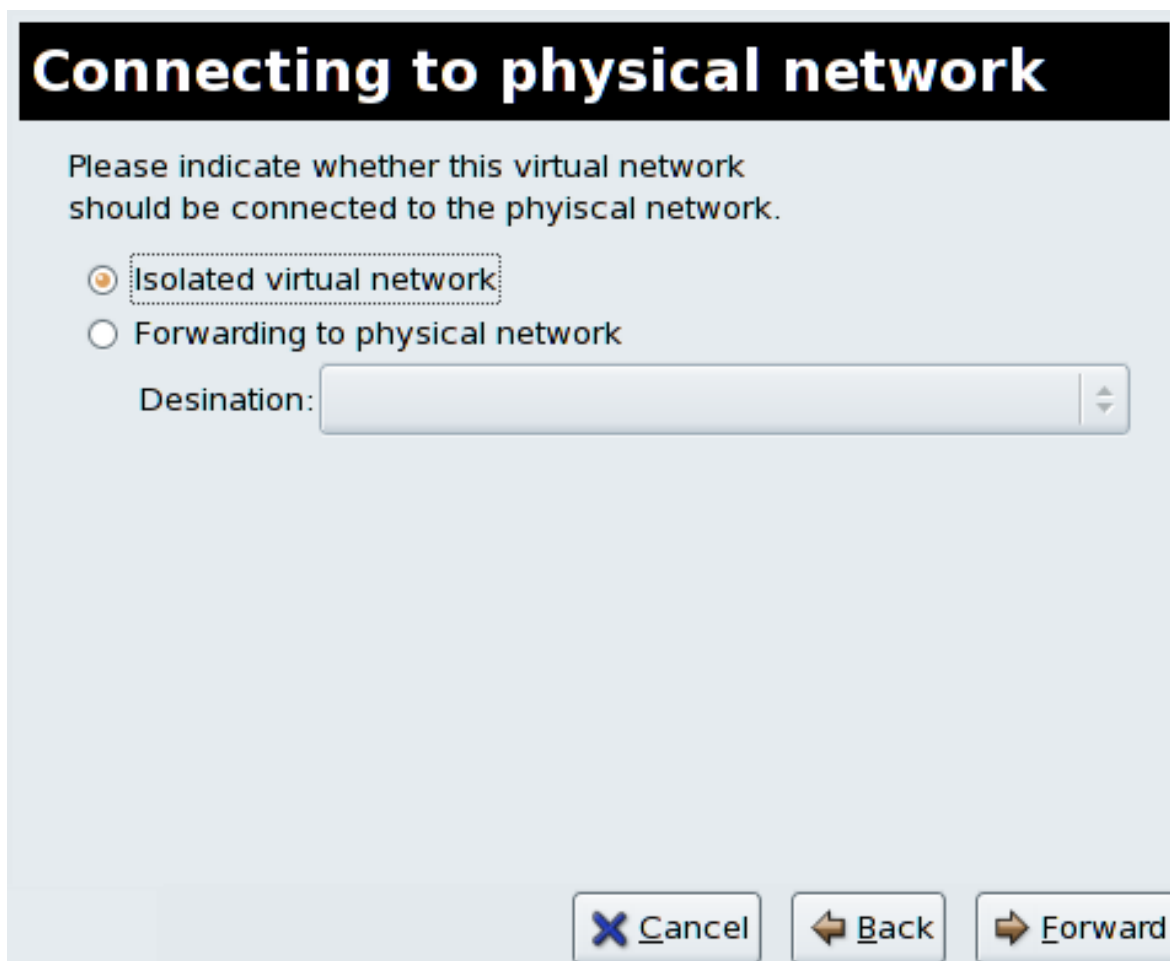 Connecting to physical network
Please indicate whether this virtual network
should be connected to the phyiscal network.
Isolated virtual network
Forwarding to physical network
Desination:
Cancel Back Forward